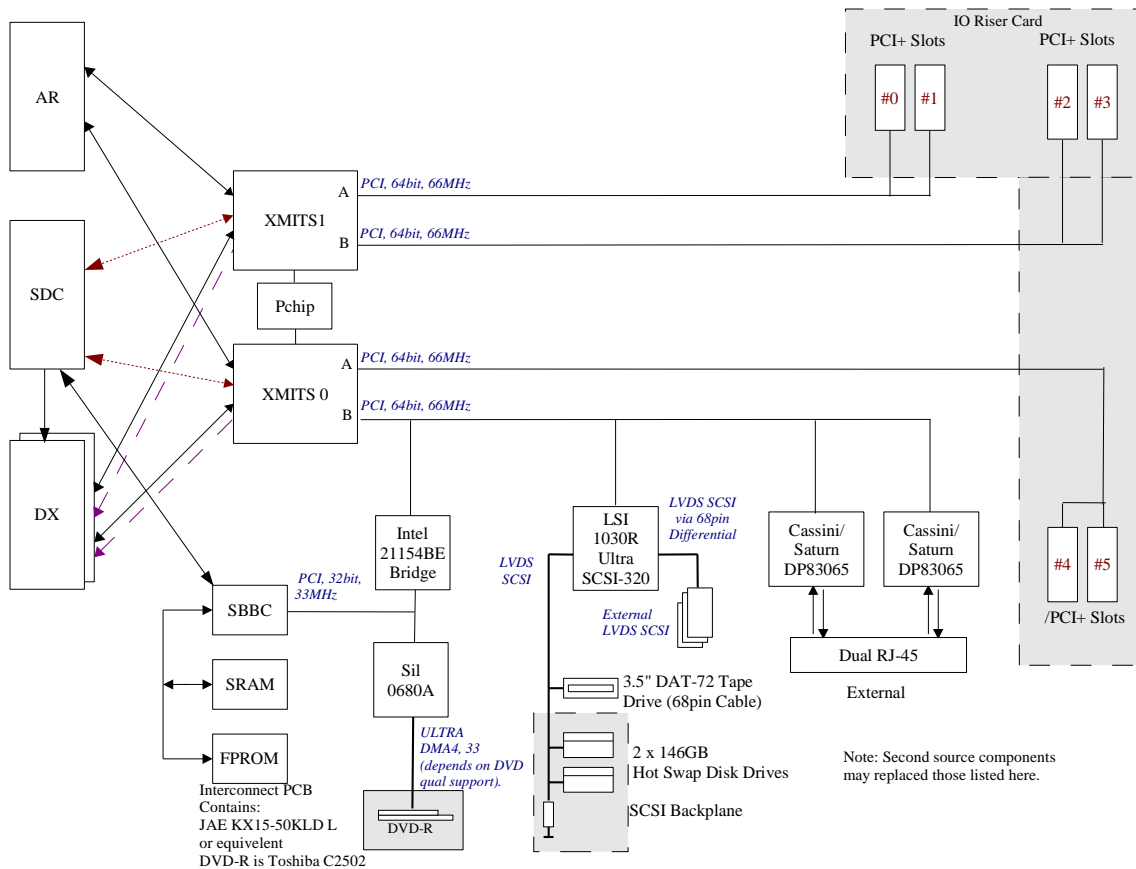 IO Riser Card
PCI+ Slots
PCI+ Slots
#0
#1
#2
#3
AR
PCI, 64bit, 66MHz
A
XMITS1
B
PCI, 64bit, 66MHz
SDC
Pchip
A
PCI, 64bit, 66MHz
XMITS 0
B
PCI, 64bit, 66MHz
DX
Intel
21154BE
Bridge
LVDS
SCSI
LSI
1030R
Ultra
SCSI-320
LVDS SCSI
via 68pin
Differential
Cassini/
Saturn
DP83065
Cassini/
Saturn
DP83065
#4
#5
/PCI+ Slots
PCI, 32bit,
33MHz
SBBC
External
LVDS SCSI
Dual RJ-45
External
Sil
0680A
SRAM
3.5" DAT-72 Tape
Drive (68pin Cable)
ULTRA
DMA4, 33
(depends on DVD
qual support).
FPROM
2 x 146GB
Hot Swap Disk Drives
Note: Second source components
may replaced those listed here.
Interconnect PCB
Contains:
JAE KX15-50KLD L
or equivelent
DVD-R is Toshiba C2502
SCSI Backplane
DVD-R